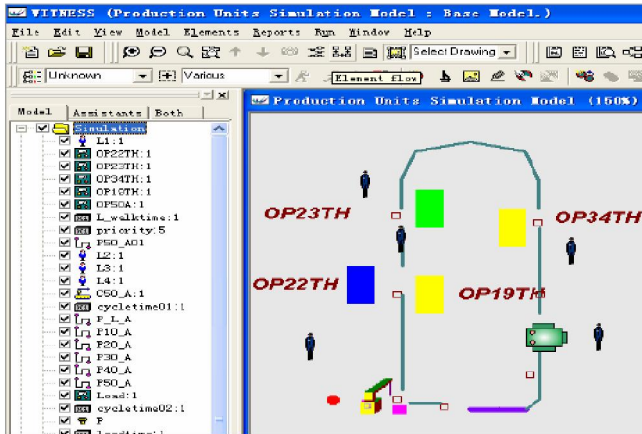 WITNESS (Production Units Simulation Model : Base Model.)
File Edit View Model Elements Reports Run Window Help
Select Drawing
Unknown Various
Element flow
Model Assistants Both
Simulation
L1:1
OP22TH:1
OP23TH:1
OP34TH:1
OP19TH:1
OP50A:1
L_walktime:1
priority:5
P50_A01
L2:1
L3:1
L4:1
C50_A:1
cycletime01:1
P_L_A
P10_A
P20_A
P30_A
P40_A
P50_A
Load:1
cycletime02:1
P
Production Units Simulation Model (150%)
OP23TH
OP34TH
OP22TH
OP19TH